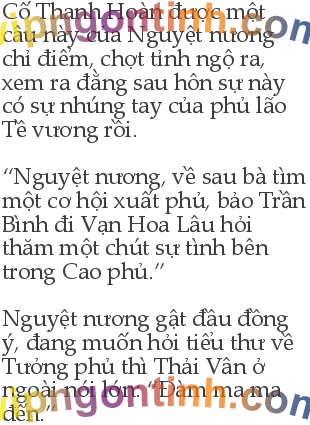 Cố Thanh Hoàn được một
câu này của Nguyệt nương
chỉ điểm, chợt tỉnh ngộ ra,
xem ra đằng sau hôn sự này
có sự nhúng tay của phủ lão
Tề vương rồi.
“Nguyệt nương, về sau bà tìm
một cơ hội xuất phủ, bảo Trần
Bình đi Vạn Hoa Lâu hỏi
thăm một chút sự tình bên
trong Cao phủ.”
Nguyệt nương gật đầu đồng
ý, đang muốn hỏi tiểu thư về
Tưởng phủ thì Thải Vân ở
ngoài nói lớn: “Đàm ma ma
đến.”
vipngontinh.com
vipngontinh.com